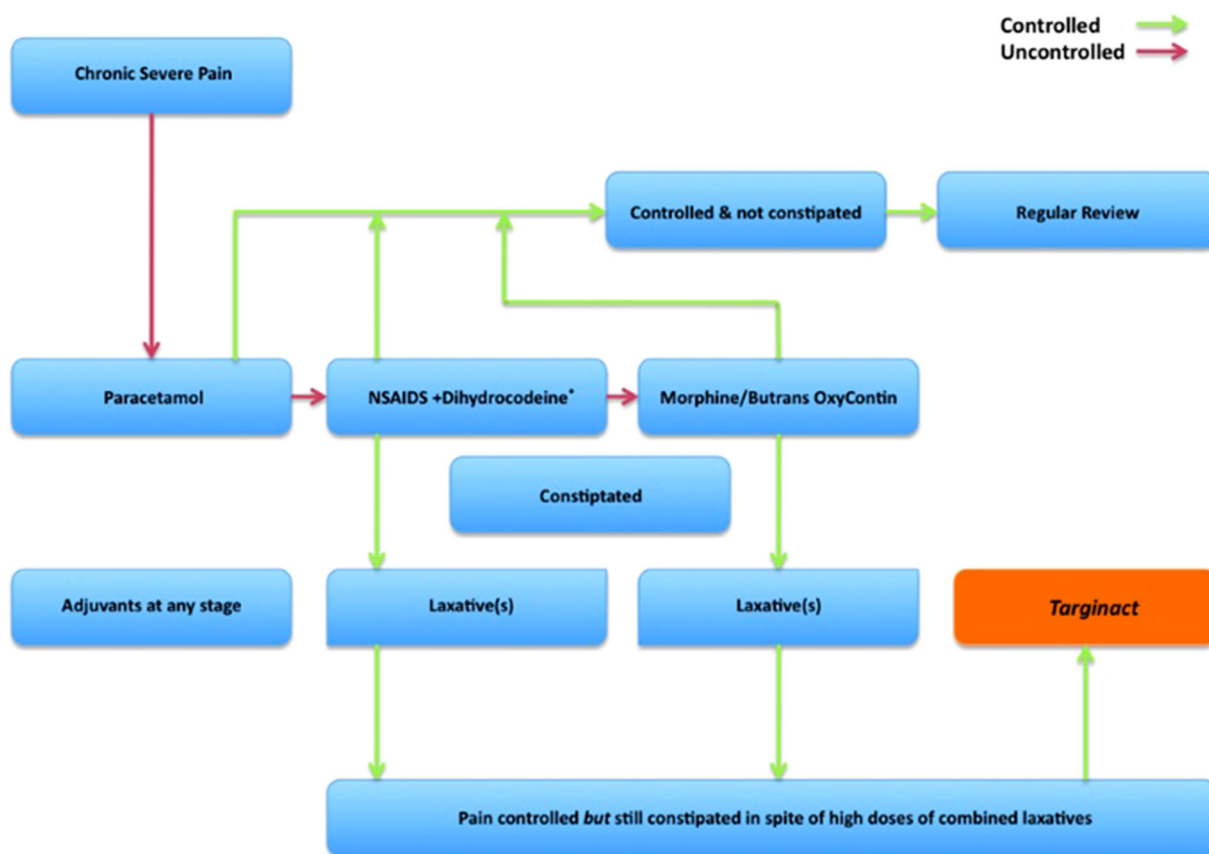 Controlled
Uncontrolled
Chronic Severe Pain
Controlled & not constipated
Regular Review
Paracetamol
NSAIDS +Dihydrocodeine*
Morphine/Butrans OxyContin
Constiptated
Adjuvants at any stage
Laxative(s)
Laxative(s)
Targinact
Pain controlled but still constipated in spite of high doses of combined laxatives